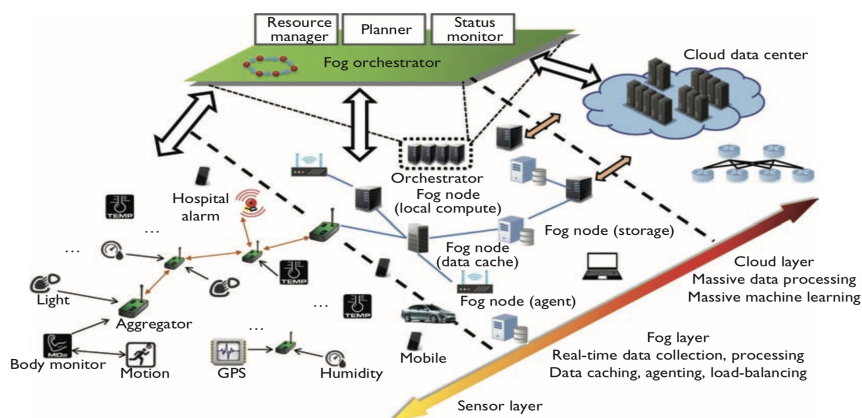 Resource
manager
Planner
Status
monitor
Fog orchestrator
Cloud data center
Orchestrator
Fog node
(local compute)
Hospital
alarm
TEMP
...
...
Fog node (storage)
Fog node
(data cache)
TEMP
Light
Aggregator
Fog node (agent)
...
TEMP
...
Body monitor
Motion
GPS
Humidity
Mobile
Cloud layer
Massive data processing
Massive machine learning
Fog layer
Real-time data collection, processing
Data caching, agenting, load-balancing
Sensor layer